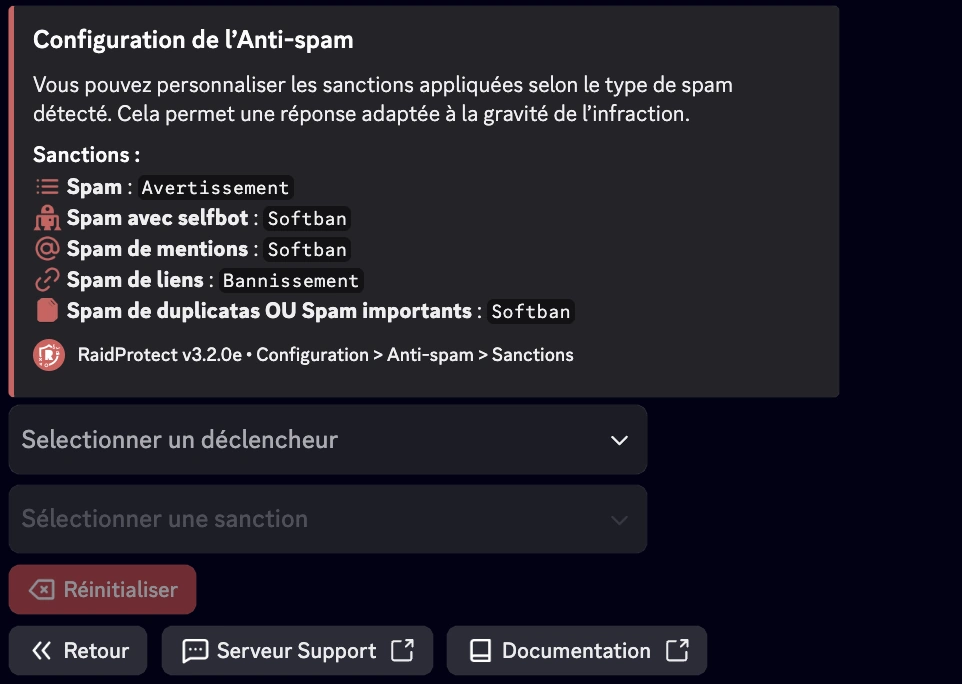 Configuration de l’Anti-spam
Vous pouvez personnaliser les sanctions appliquées selon le type de spam
détecté. Cela permet une réponse adaptée à la gravité de l’infraction.
Sanctions :
Spam : Avertissement
Spam avec selfbot : Softban
Spam de mentions : Softban
Spam de liens : Bannissement
Spam de duplicatas OU Spam importants : Softban
RaidProtect v3.2.0e • Configuration > Anti-spam > Sanctions
Selectionner un déclencheur
Sélectionner une sanction
Réinitialiser
Retour Serveur Support Documentation